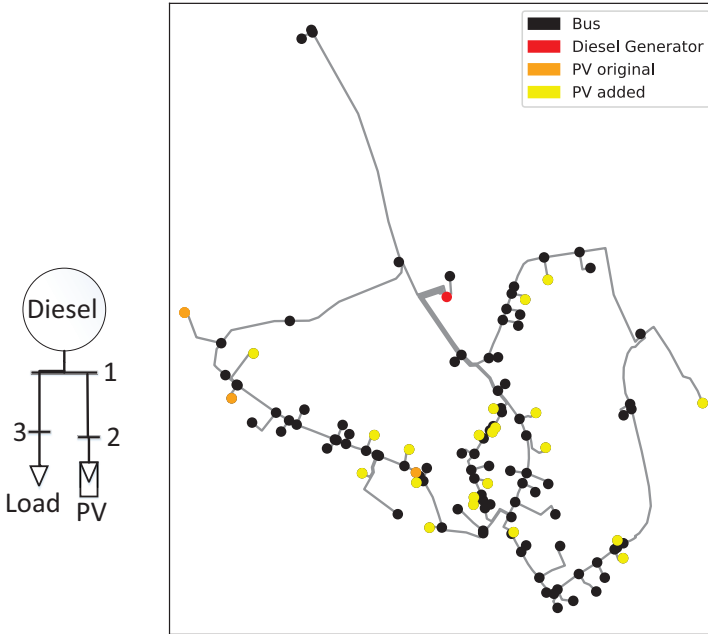 Diesel
1
3
2
Load
PV
Bus
Diesel Generator
PV original
PV added